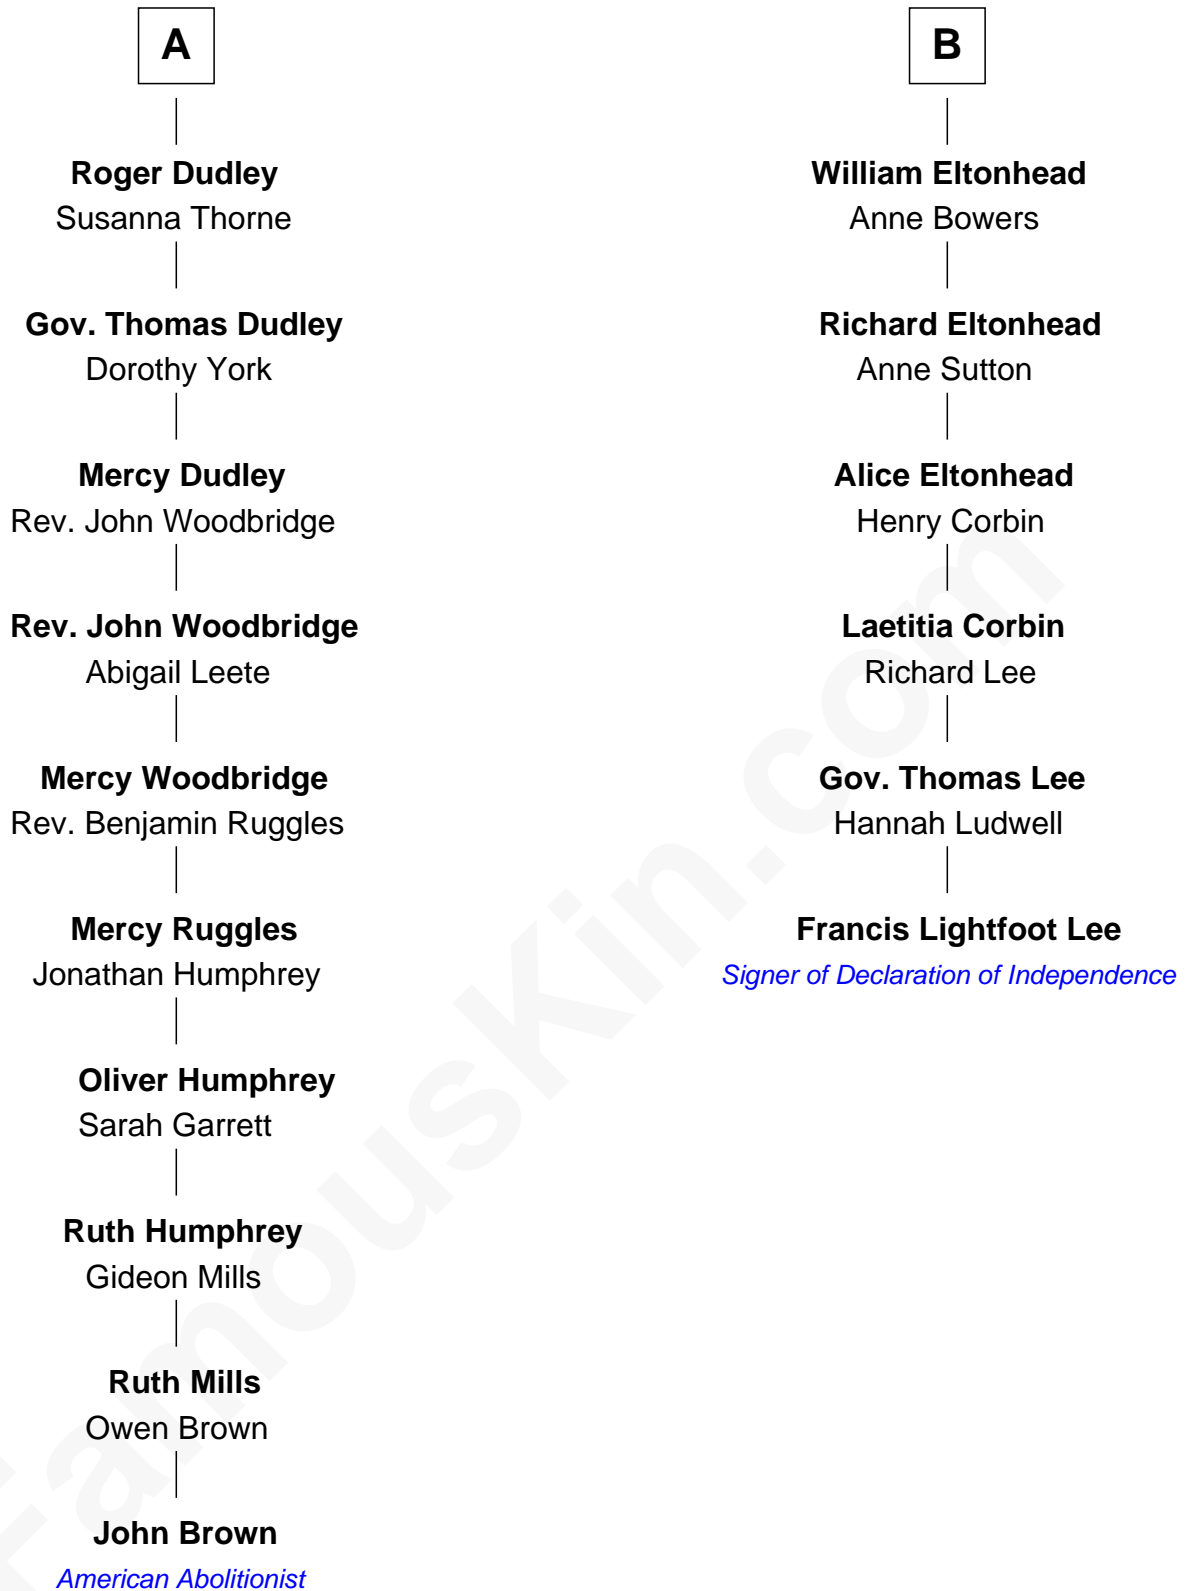 A
Roger Dudley
Susanna Thorne
Gov. Thomas Dudley
Dorothy York
Mercy Dudley
Rev. John Woodbridge
Rev. John Woodbridge
Abigail Leete
Mercy Woodbridge
Rev. Benjamin Ruggles
Mercy Ruggles
Jonathan Humphrey
Oliver Humphrey
Sarah Garrett
Ruth Humphrey
Gideon Mills
Ruth Mills
Owen Brown
John Brown
American Abolitionist
B
William Eltonhead
Anne Bowers
Richard Eltonhead
Anne Sutton
Alice Eltonhead
Henry Corbin
Laetitia Corbin
Richard Lee
Gov. Thomas Lee
Hannah Ludwell
Francis Lightfoot Lee
Signer of Declaration of Independence
FamousKin.com